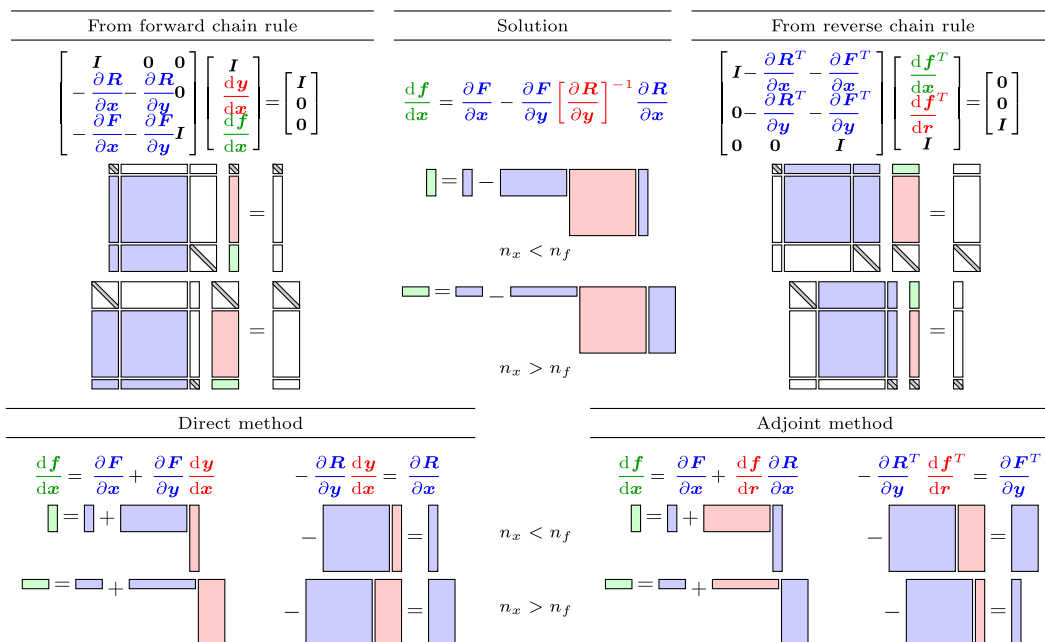 From forward chain rule
Solution
From reverse chain rule
[ I 0 0 ; −∂R/∂x −∂R/∂y 0 ; −∂F/∂x −∂F/∂y I ] [ I ; dy/dx ; df/dx ] = [ I ; 0 ; 0 ]
df/dx = ∂F/∂x − ∂F/∂y [∂R/∂y]^{−1} ∂R/∂x
[ I −∂R^T/∂x −∂F^T/∂x ; 0 −∂R^T/∂y −∂F^T/∂y ; 0 0 I ] [ df^T/dx ; df^T/dr ; I ] = [ 0 ; 0 ; I ]
=
= −
=
n_x < n_f
=
= −
=
n_x > n_f
Direct method
Adjoint method
df/dx = ∂F/∂x + ∂F/∂y dy/dx
−∂R/∂y dy/dx = ∂R/∂x
df/dx = ∂F/∂x + df/dr ∂R/∂x
−∂R^T/∂y df^T/dr = ∂F^T/∂y
= +
− =
n_x < n_f
= +
− =
= +
− =
n_x > n_f
= +
− =